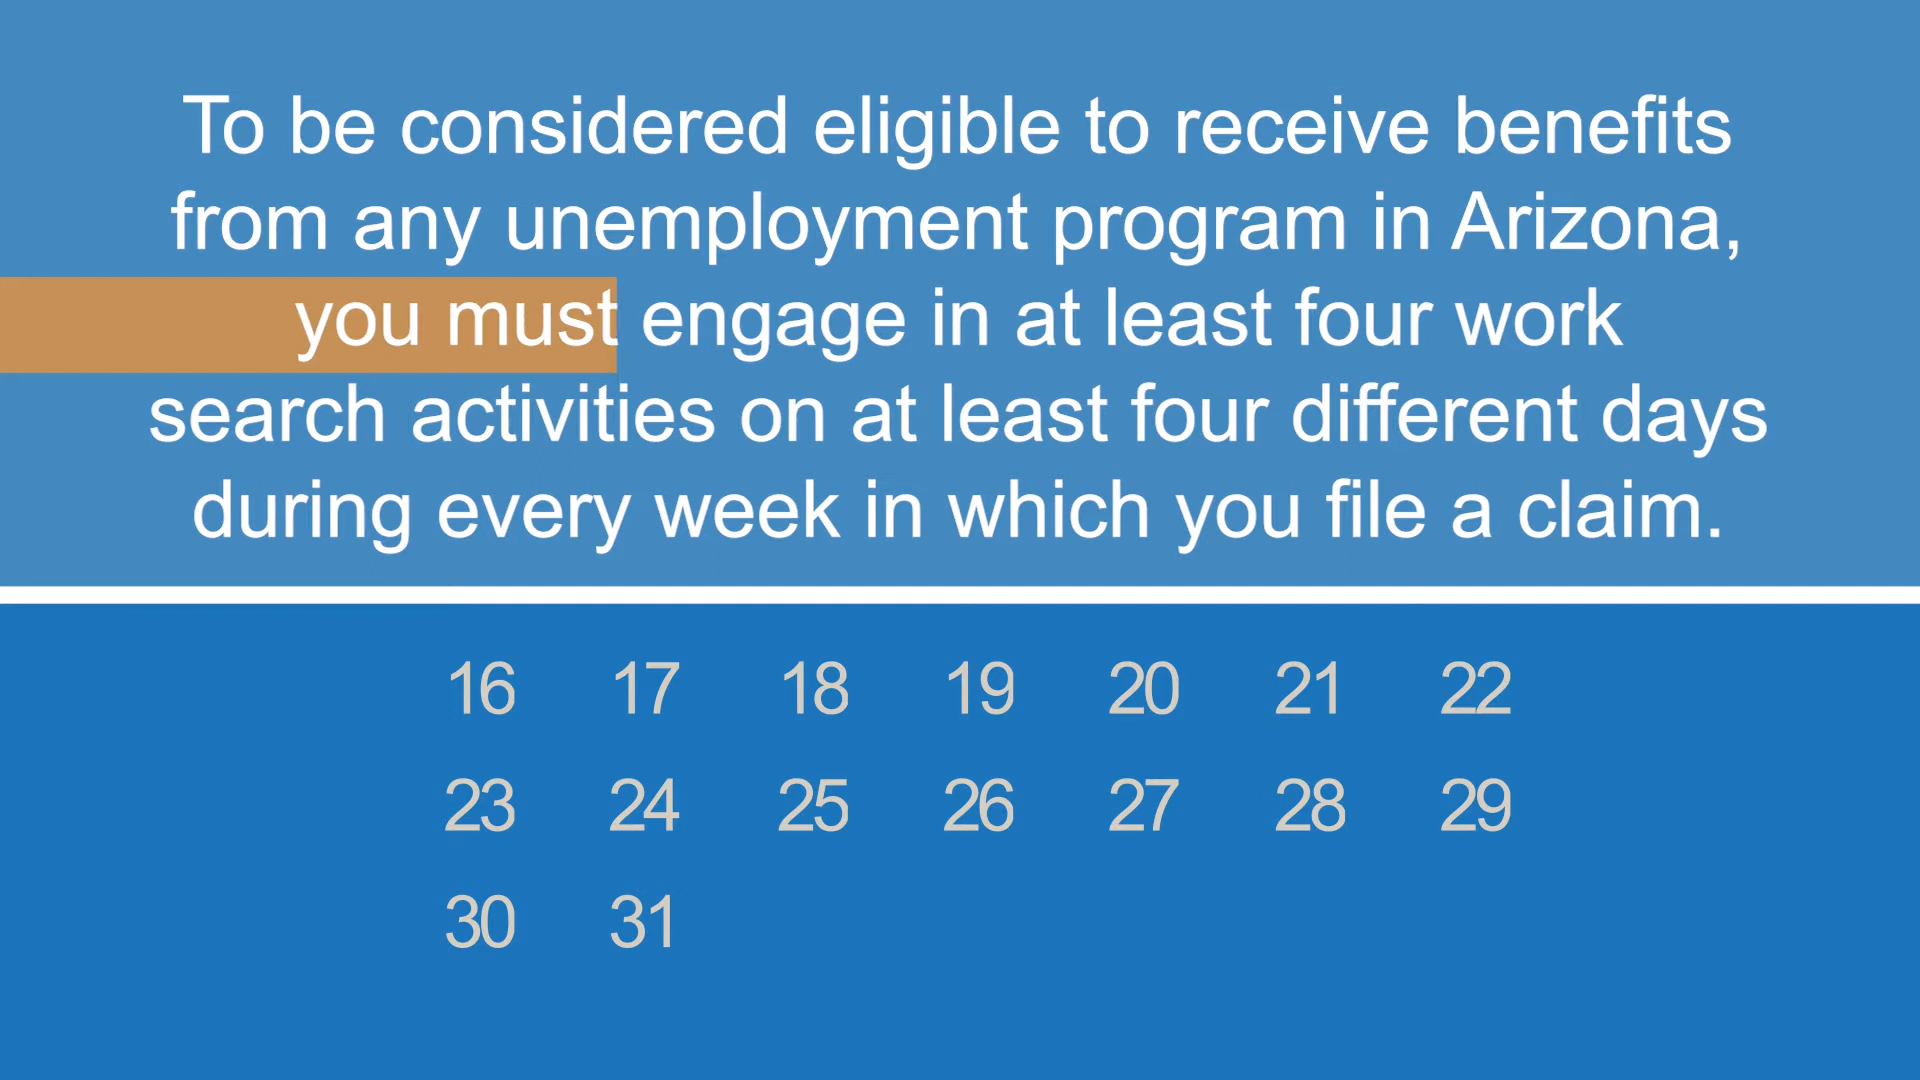 To be considered eligible to receive benefits
from any unemployment program in Arizona,
you must engage in at least four work
search activities on at least four different days
during every week in which you file a claim.
16 17 18 19 20 21 22
23 24 25 26 27 28 29
30 31